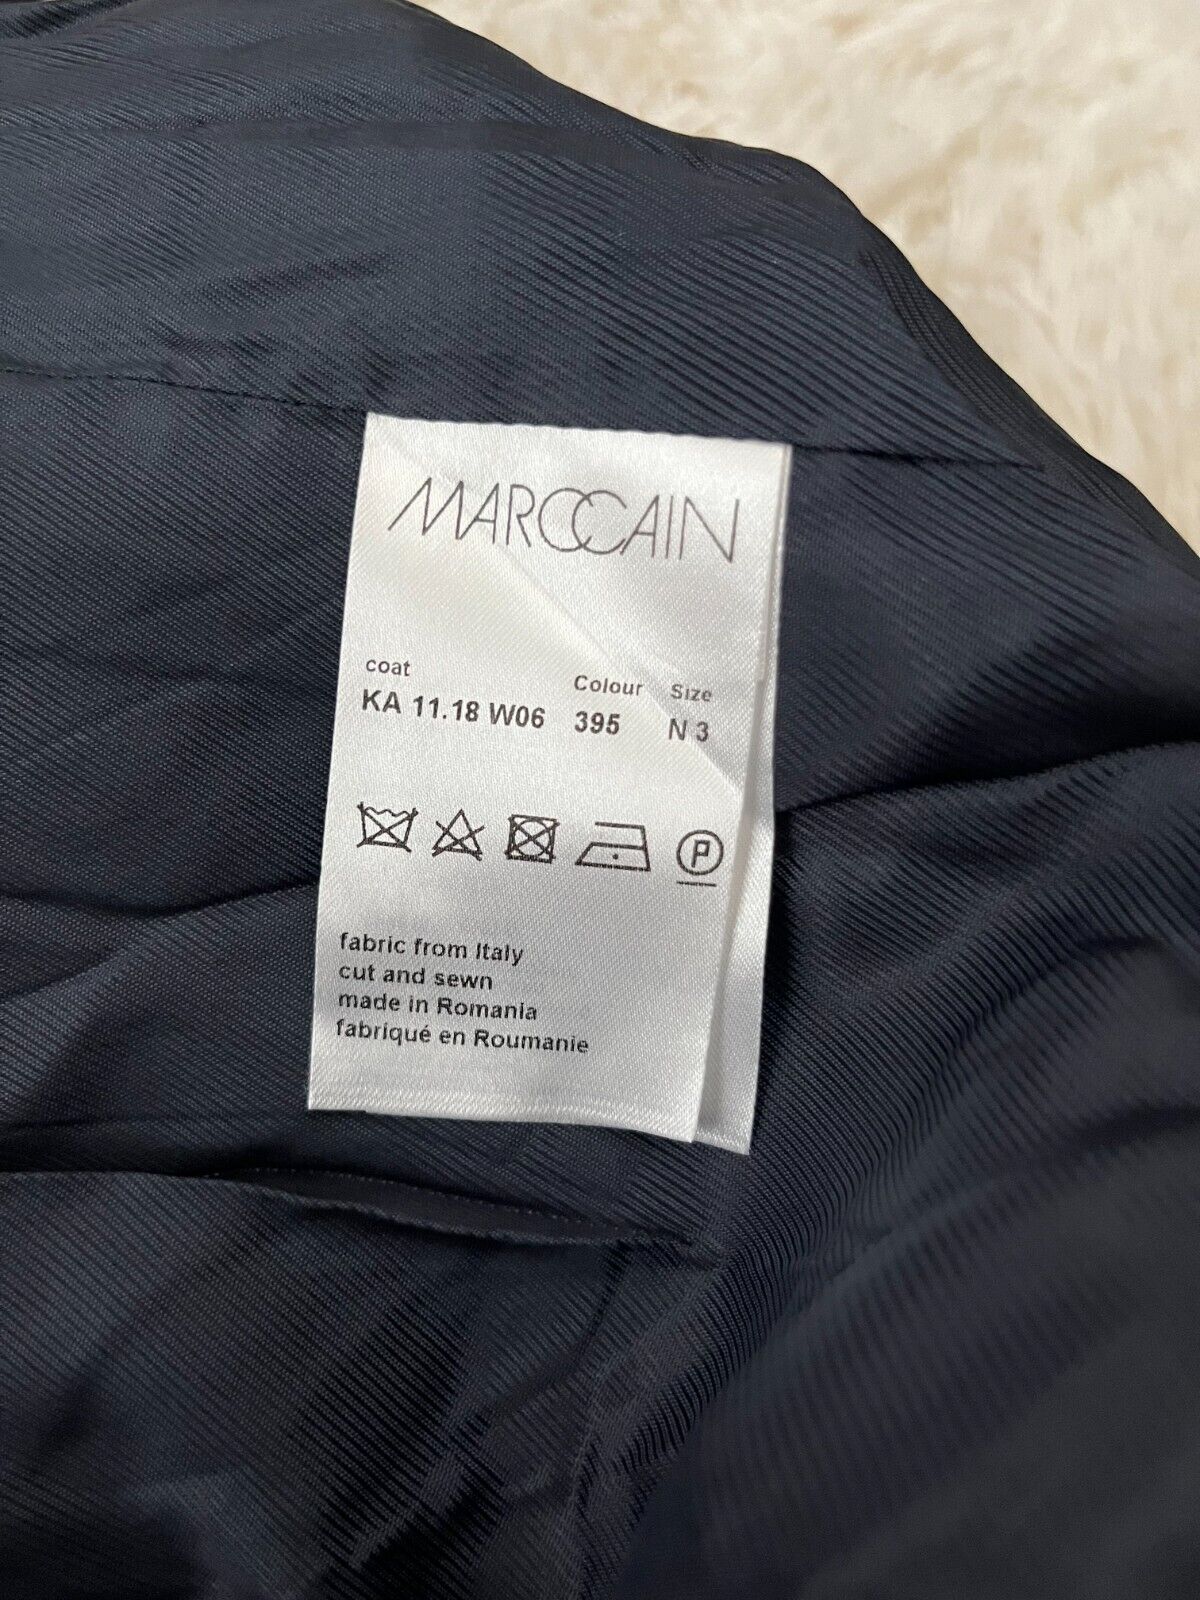 MARCCAIN
coat Colour Size
KA 11.18 W06 395 N 3
P
fabric from Italy
cut and sewn
made in Romania
fabriqué en Roumanie